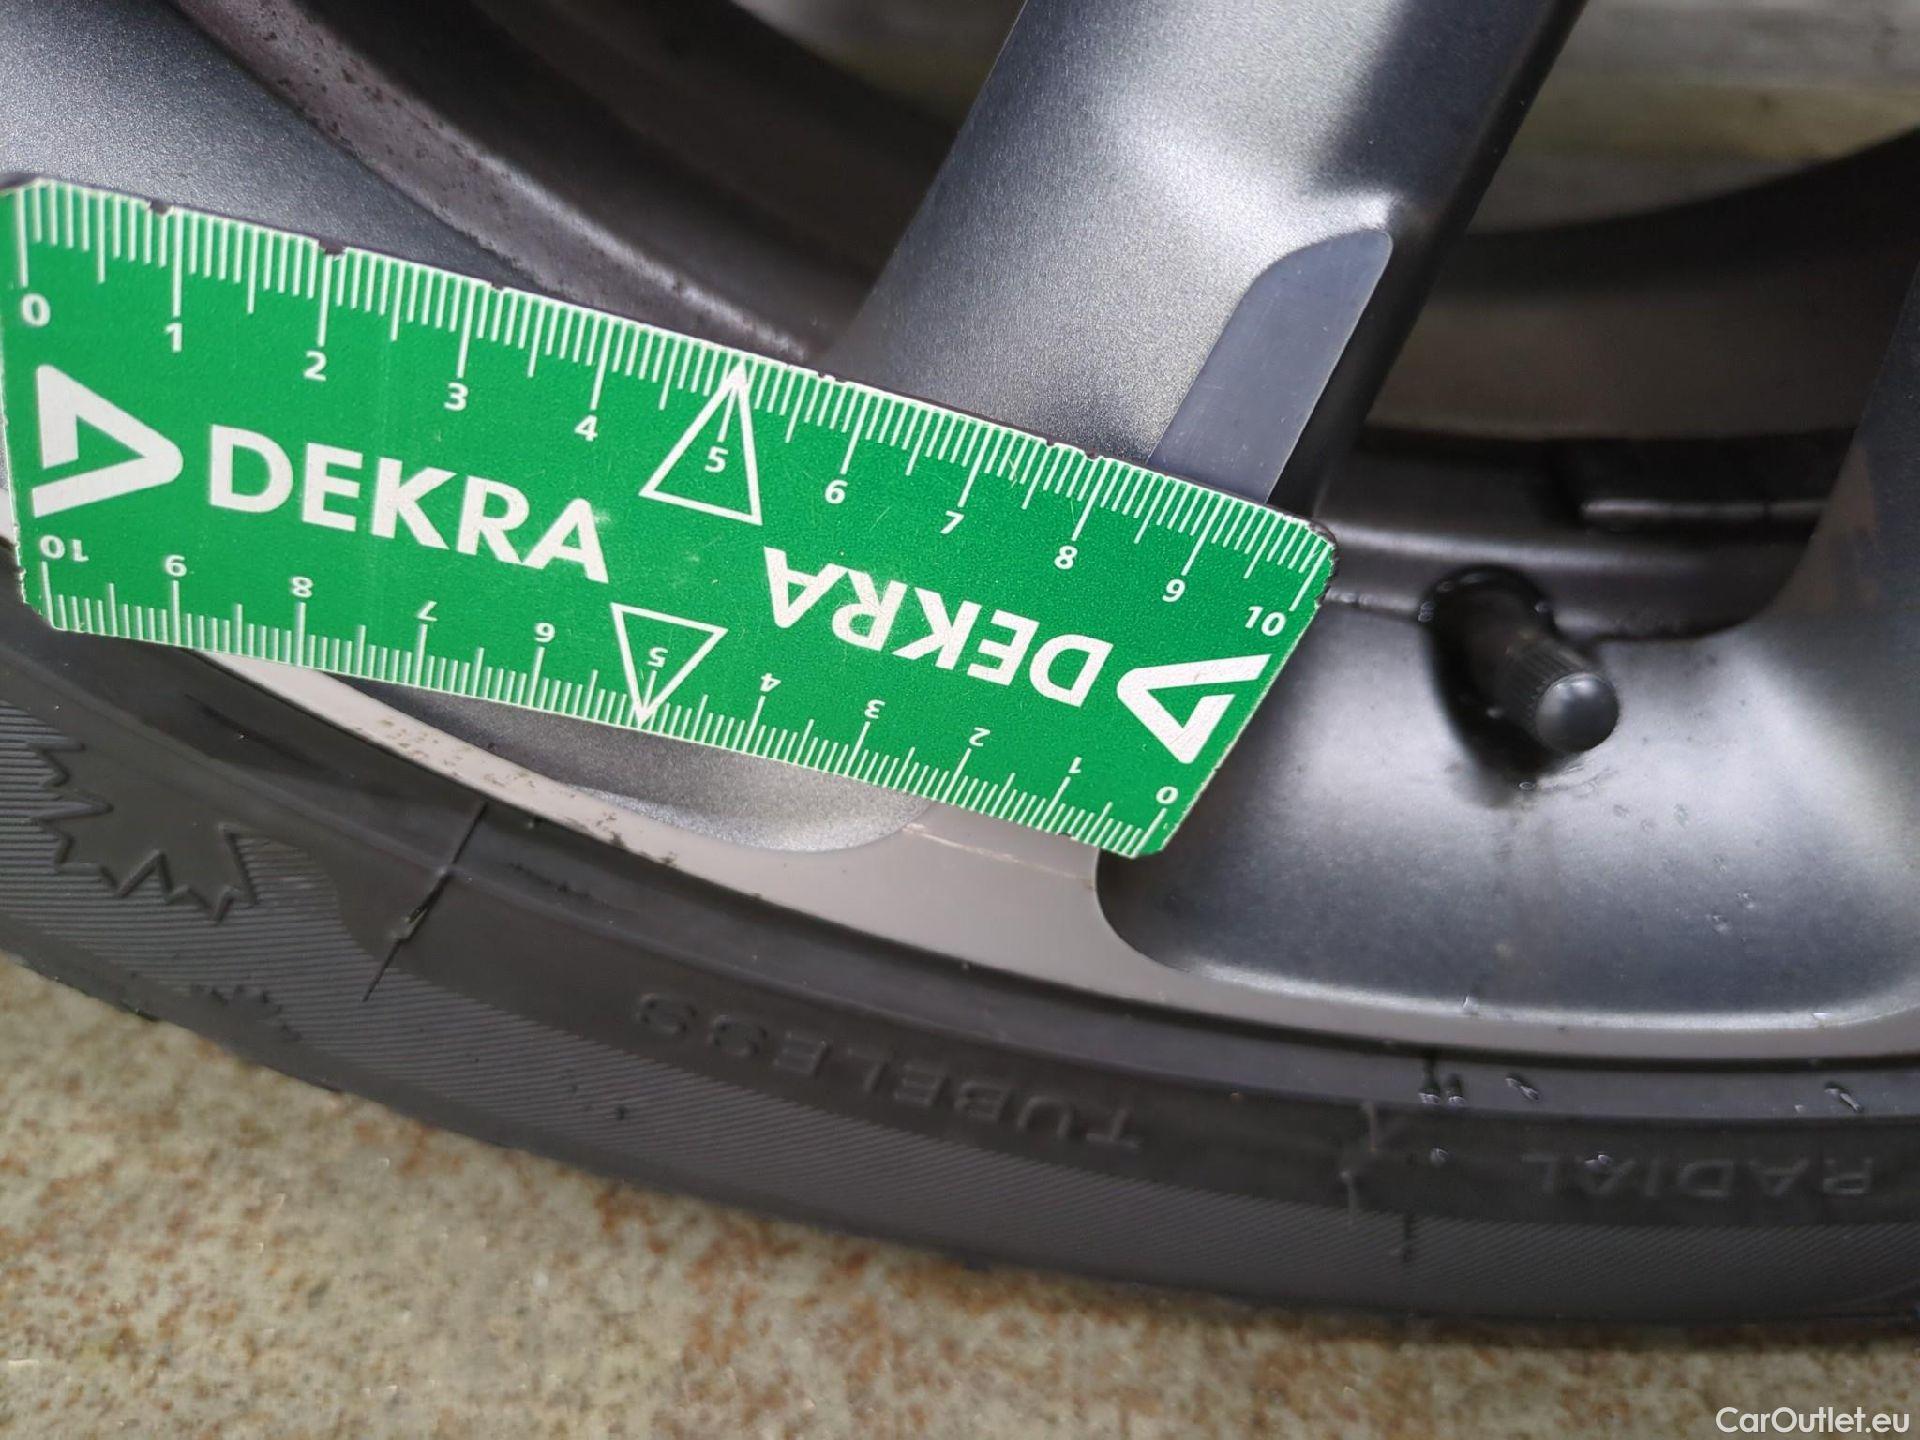 0 1 2 3 4 5 6 7 8 9 10
DEKRA
DEKRA
10 9 8 7 6 5 4 3 2 1 0
TUBELESS
RADIAL
CarOutlet.eu